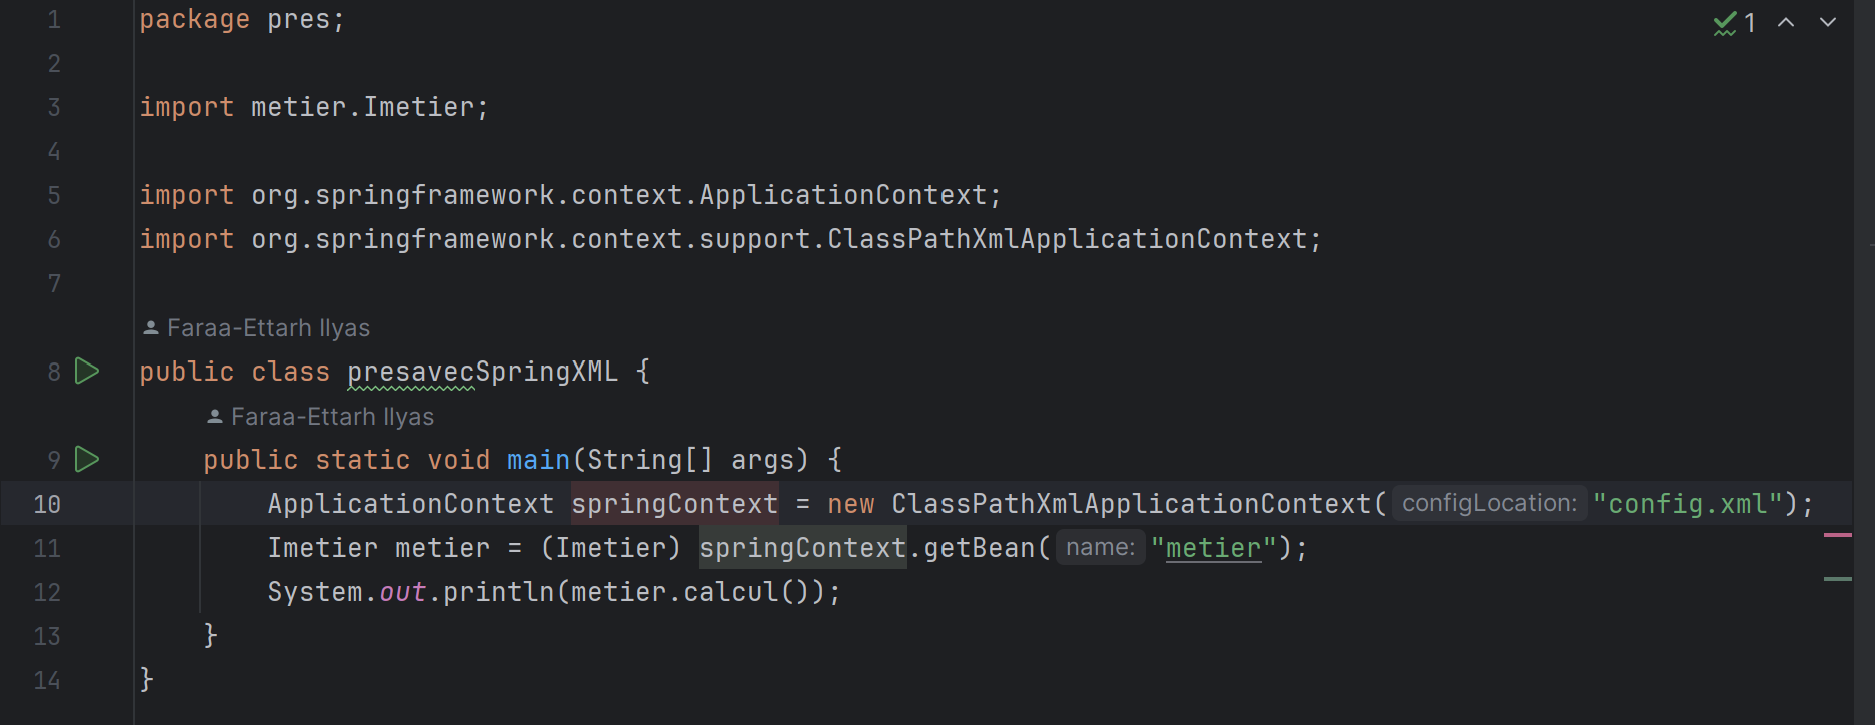 1 package pres;
2
3 import metier.Imetier;
4
5 import org.springframework.context.ApplicationContext;
6 import org.springframework.context.support.ClassPathXmlApplicationContext;
7
Faraa-Ettarh Ilyas
8 public class presavecSpringXML {
Faraa-Ettarh Ilyas
9 public static void main(String[] args) {
10 ApplicationContext springContext = new ClassPathXmlApplicationContext( configLocation: "config.xml");
11 Imetier metier = (Imetier) springContext.getBean( name: "metier");
12 System.out.println(metier.calcul());
13 }
14 }
1